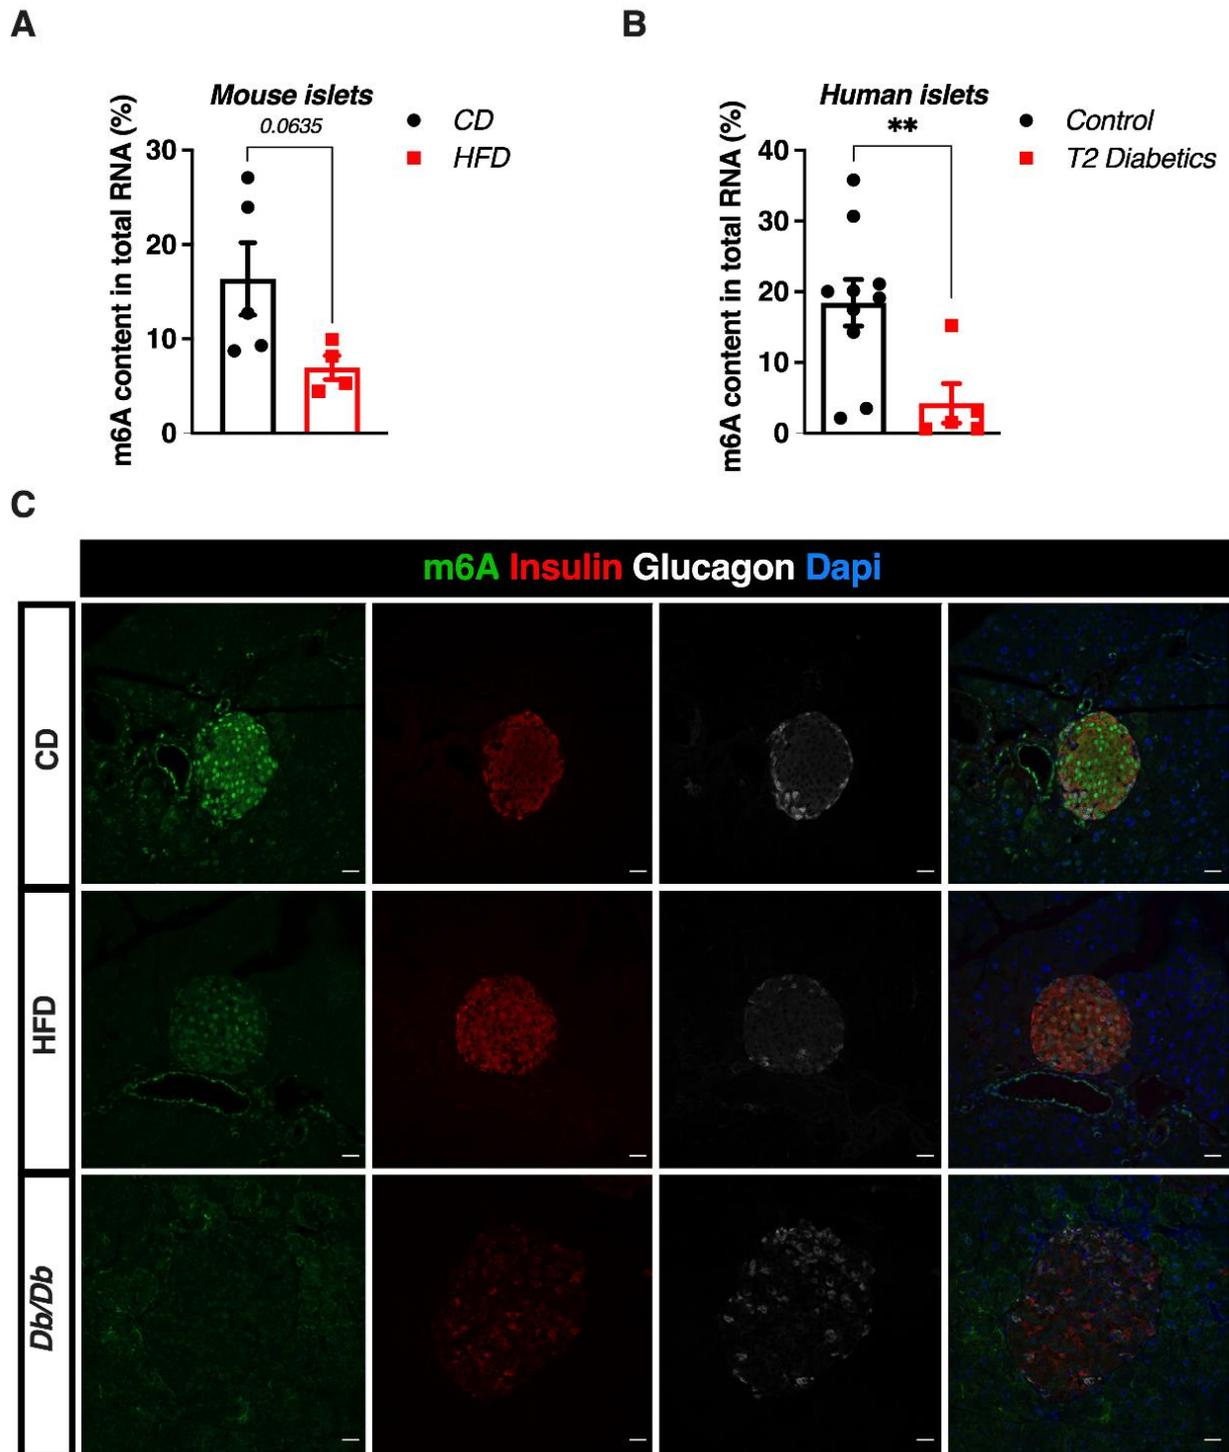 A
Mouse islets
0.0635
CD
HFD
m6A content in total RNA (%)
30
20
10
0
B
Human islets
**
Control
T2 Diabetics
m6A content in total RNA (%)
40
30
20
10
0
C
m6A Insulin Glucagon Dapi
CD
HFD
Db/Db